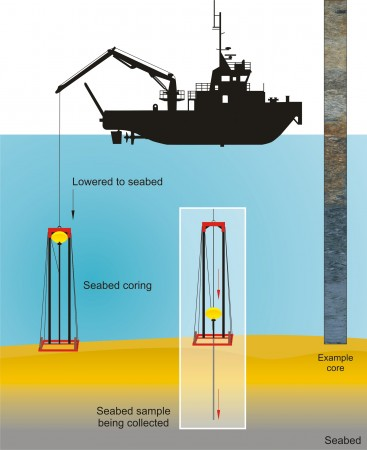 Lowered to seabed
Seabed coring
Example
core
Seabed sample
being collected
Seabed